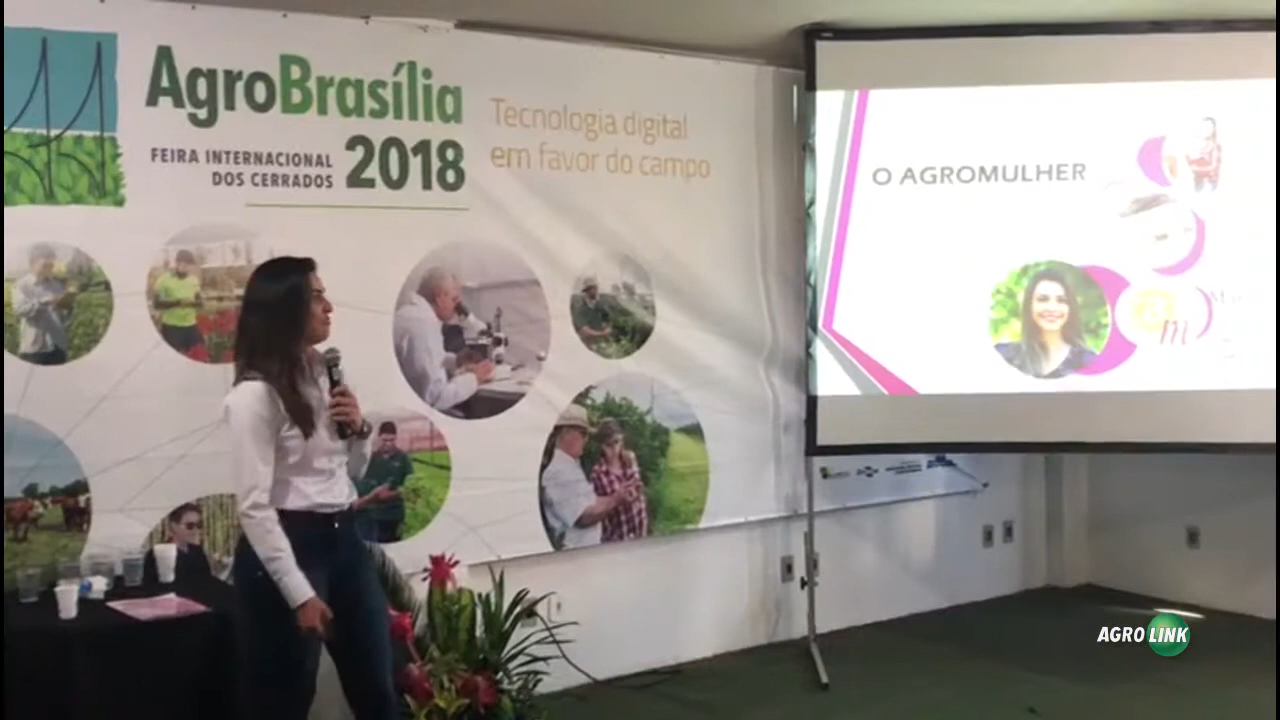 AgroBrasília
FEIRA INTERNACIONAL
DOS CERRADOS
2018
Tecnologia digital
em favor do campo
O AGROMULHER
AGRO LINK